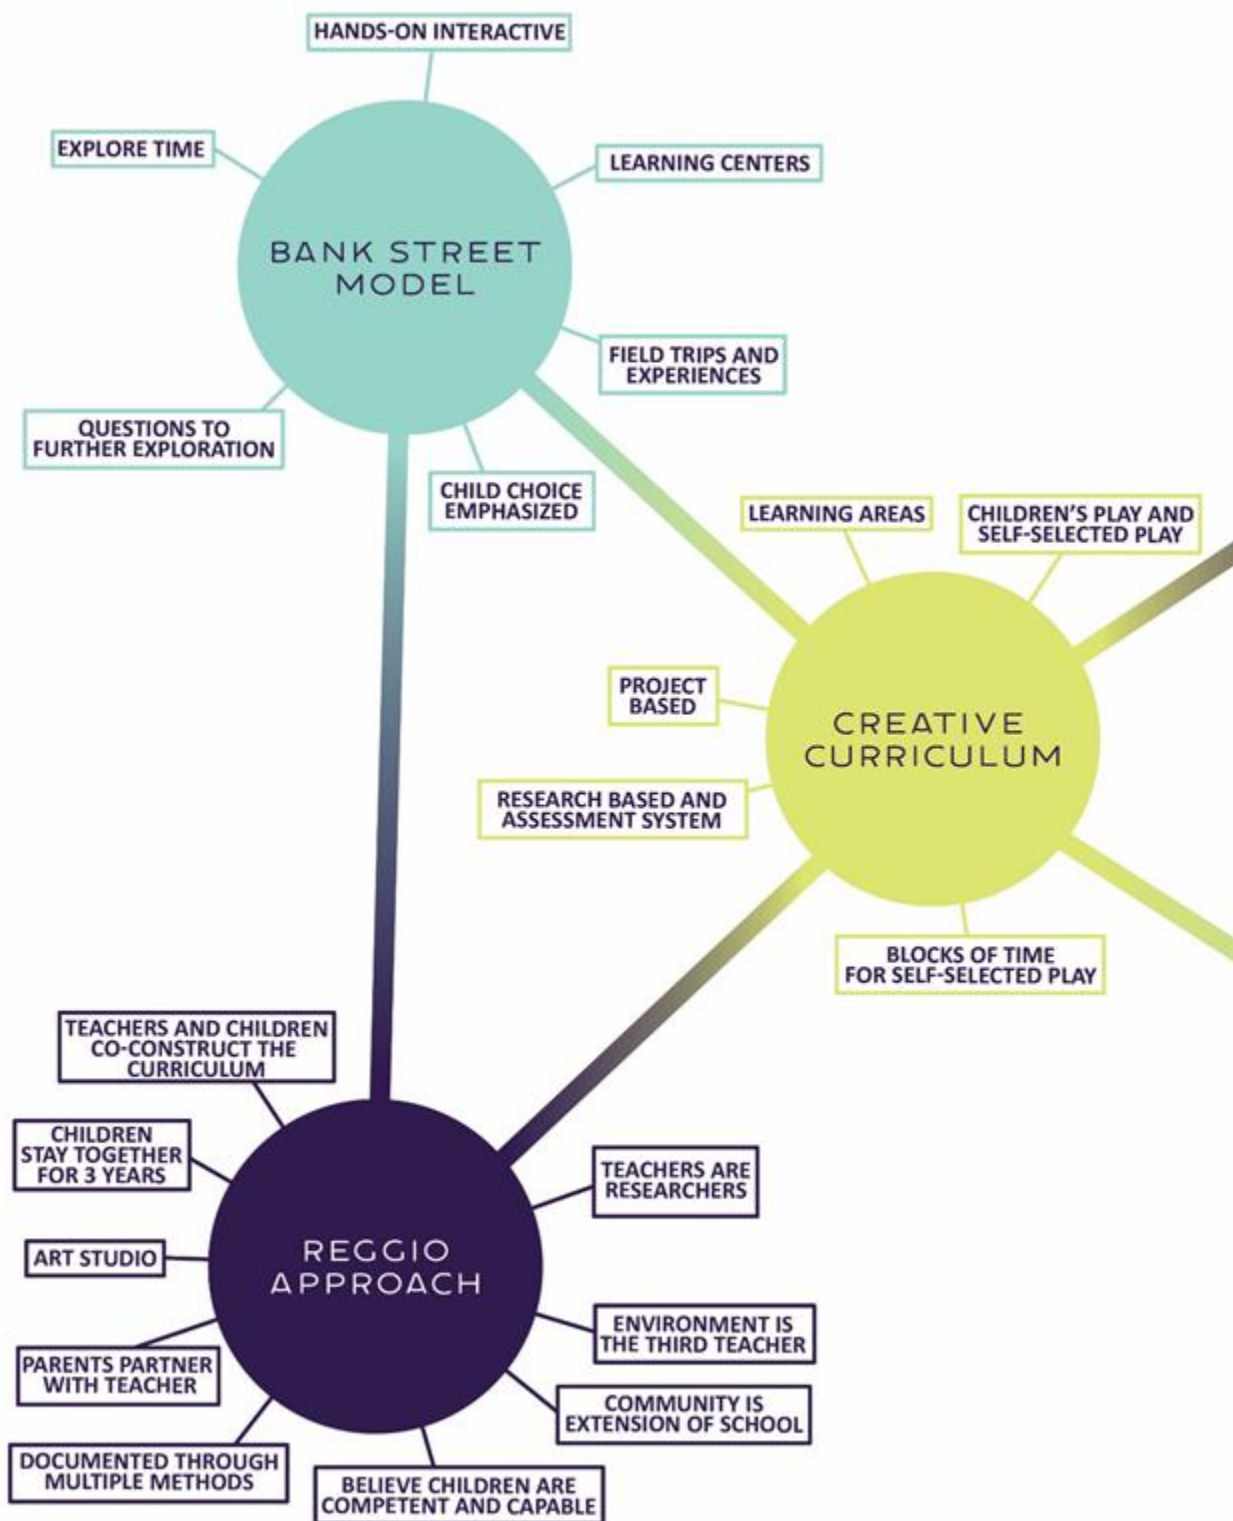 HANDS-ON INTERACTIVE
EXPLORE TIME
LEARNING CENTERS
BANK STREET
MODEL
FIELD TRIPS AND
EXPERIENCES
QUESTIONS TO
FURTHER EXPLORATION
CHILD CHOICE
EMPHASIZED
LEARNING AREAS
CHILDREN'S PLAY AND
SELF-SELECTED PLAY
PROJECT
BASED
CREATIVE
CURRICULUM
RESEARCH BASED AND
ASSESSMENT SYSTEM
BLOCKS OF TIME
FOR SELF-SELECTED PLAY
TEACHERS AND CHILDREN
CO-CONSTRUCT THE
CURRICULUM
CHILDREN
STAY TOGETHER
FOR 3 YEARS
TEACHERS ARE
RESEARCHERS
ART STUDIO
REGGIO
APPROACH
ENVIRONMENT IS
THE THIRD TEACHER
PARENTS PARTNER
WITH TEACHER
COMMUNITY IS
EXTENSION OF SCHOOL
DOCUMENTED THROUGH
MULTIPLE METHODS
BELIEVE CHILDREN ARE
COMPETENT AND CAPABLE